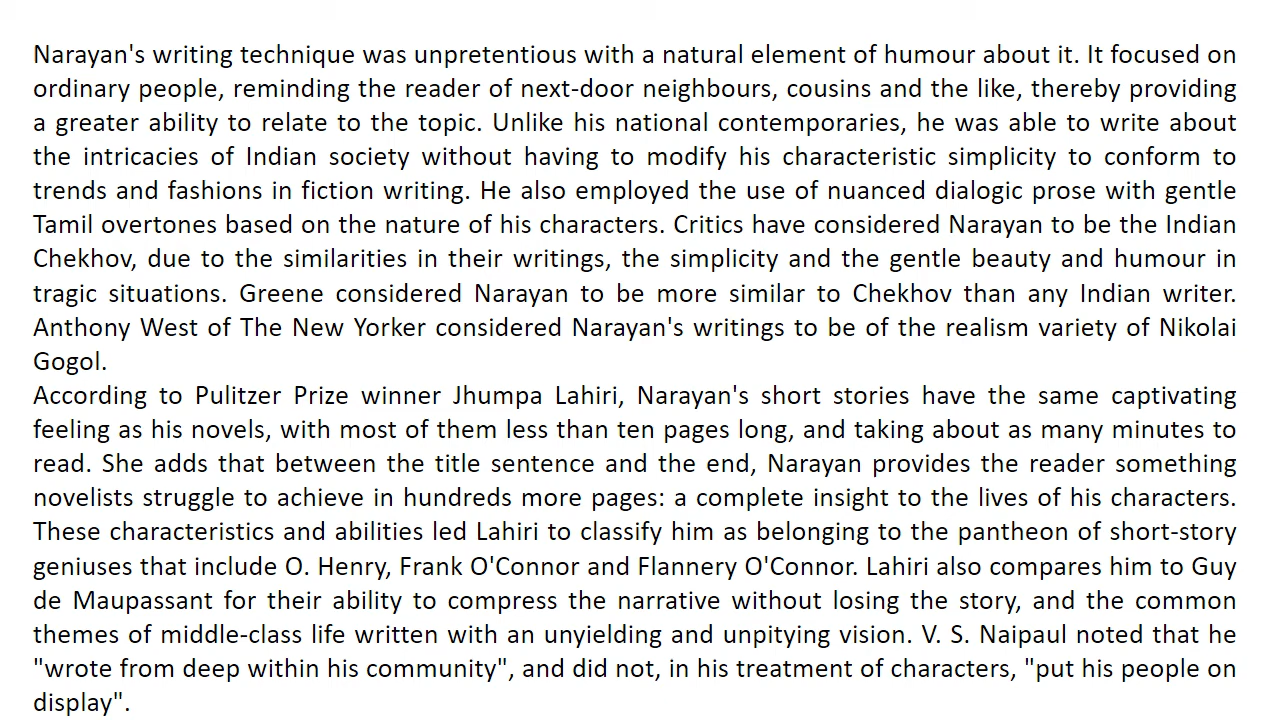 Narayan's writing technique was unpretentious with a natural element of humour about it. It focused on
ordinary people, reminding the reader of next-door neighbours, cousins and the like, thereby providing
a greater ability to relate to the topic. Unlike his national contemporaries, he was able to write about
the intricacies of Indian society without having to modify his characteristic simplicity to conform to
trends and fashions in fiction writing. He also employed the use of nuanced dialogic prose with gentle
Tamil overtones based on the nature of his characters. Critics have considered Narayan to be the Indian
Chekhov, due to the similarities in their writings, the simplicity and the gentle beauty and humour in
tragic situations. Greene considered Narayan to be more similar to Chekhov than any Indian writer.
Anthony West of The New Yorker considered Narayan's writings to be of the realism variety of Nikolai
Gogol.
According to Pulitzer Prize winner Jhumpa Lahiri, Narayan's short stories have the same captivating
feeling as his novels, with most of them less than ten pages long, and taking about as many minutes to
read. She adds that between the title sentence and the end, Narayan provides the reader something
novelists struggle to achieve in hundreds more pages: a complete insight to the lives of his characters.
These characteristics and abilities led Lahiri to classify him as belonging to the pantheon of short-story
geniuses that include O. Henry, Frank O'Connor and Flannery O'Connor. Lahiri also compares him to Guy
de Maupassant for their ability to compress the narrative without losing the story, and the common
themes of middle-class life written with an unyielding and unpitying vision. V. S. Naipaul noted that he
"wrote from deep within his community", and did not, in his treatment of characters, "put his people on
display".